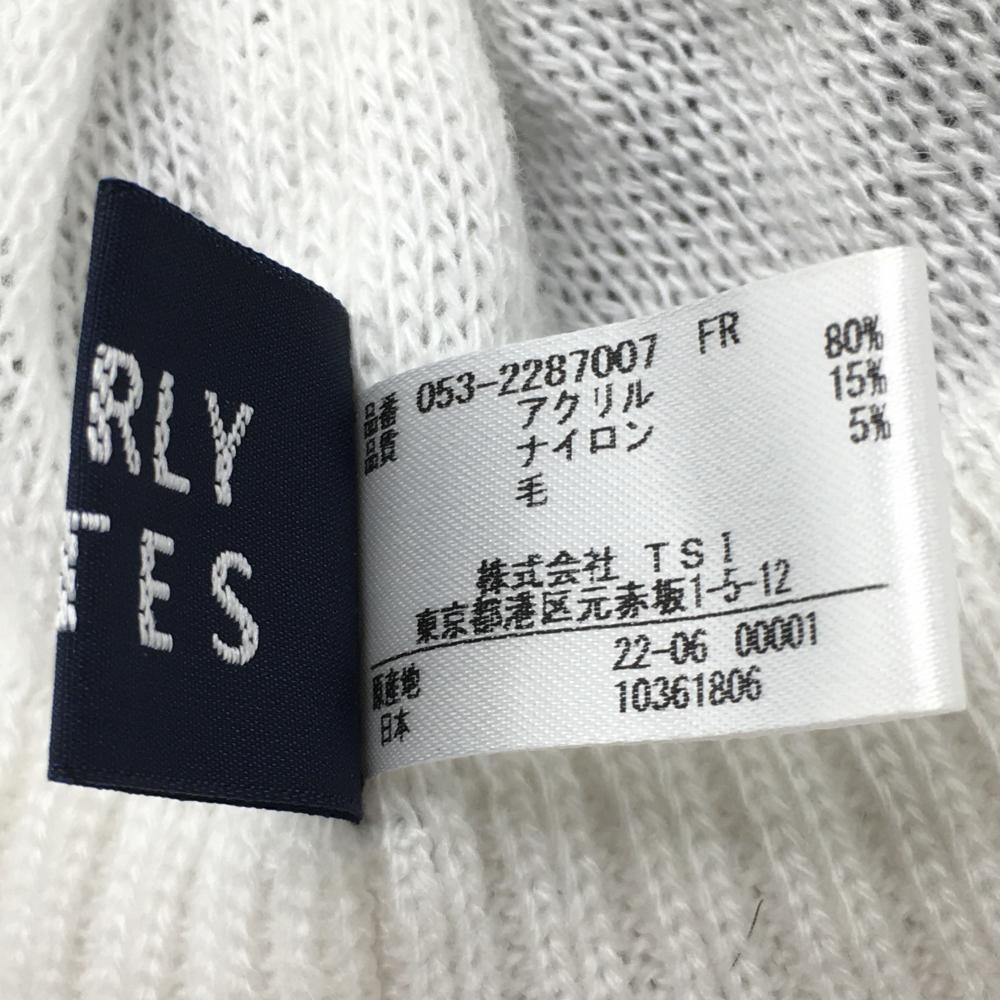 RLY
TES
品番 053-2287007 FR
品質 アクリル 80%
ナイロン 15%
毛 5%
株式会社 TSI
東京都港区元赤坂1-5-12
原産地 22-06 00001
日本 10361806